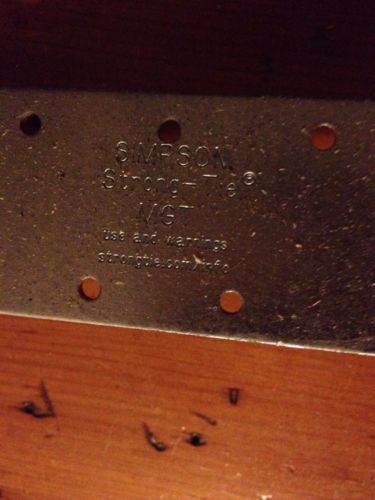 SIMPSON
Strong-Tie®
MGT
use and warnings
strongtie.com/info